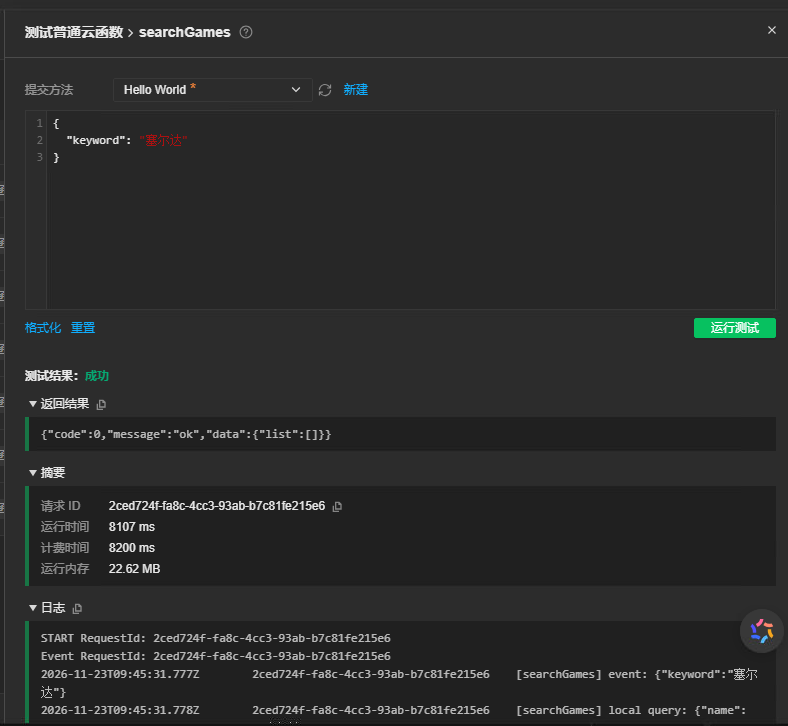 测试普通云函数 › searchGames ?
提交方法 Hello World * 新建
1 {
2 "keyword": "塞尔达"
3 }
格式化 重置 运行测试
测试结果：成功
返回结果
{"code":0,"message":"ok","data":{"list":[]}}
摘要
请求 ID 2ced724f-fa8c-4cc3-93ab-b7c81fe215e6
运行时间 8107 ms
计费时间 8200 ms
运行内存 22.62 MB
日志
START RequestId: 2ced724f-fa8c-4cc3-93ab-b7c81fe215e6
Event RequestId: 2ced724f-fa8c-4cc3-93ab-b7c81fe215e6
2026-11-23T09:45:31.777Z 2ced724f-fa8c-4cc3-93ab-b7c81fe215e6 [searchGames] event: {"keyword":"塞尔
达"}
2026-11-23T09:45:31.778Z 2ced724f-fa8c-4cc3-93ab-b7c81fe215e6 [searchGames] local query: {"name":